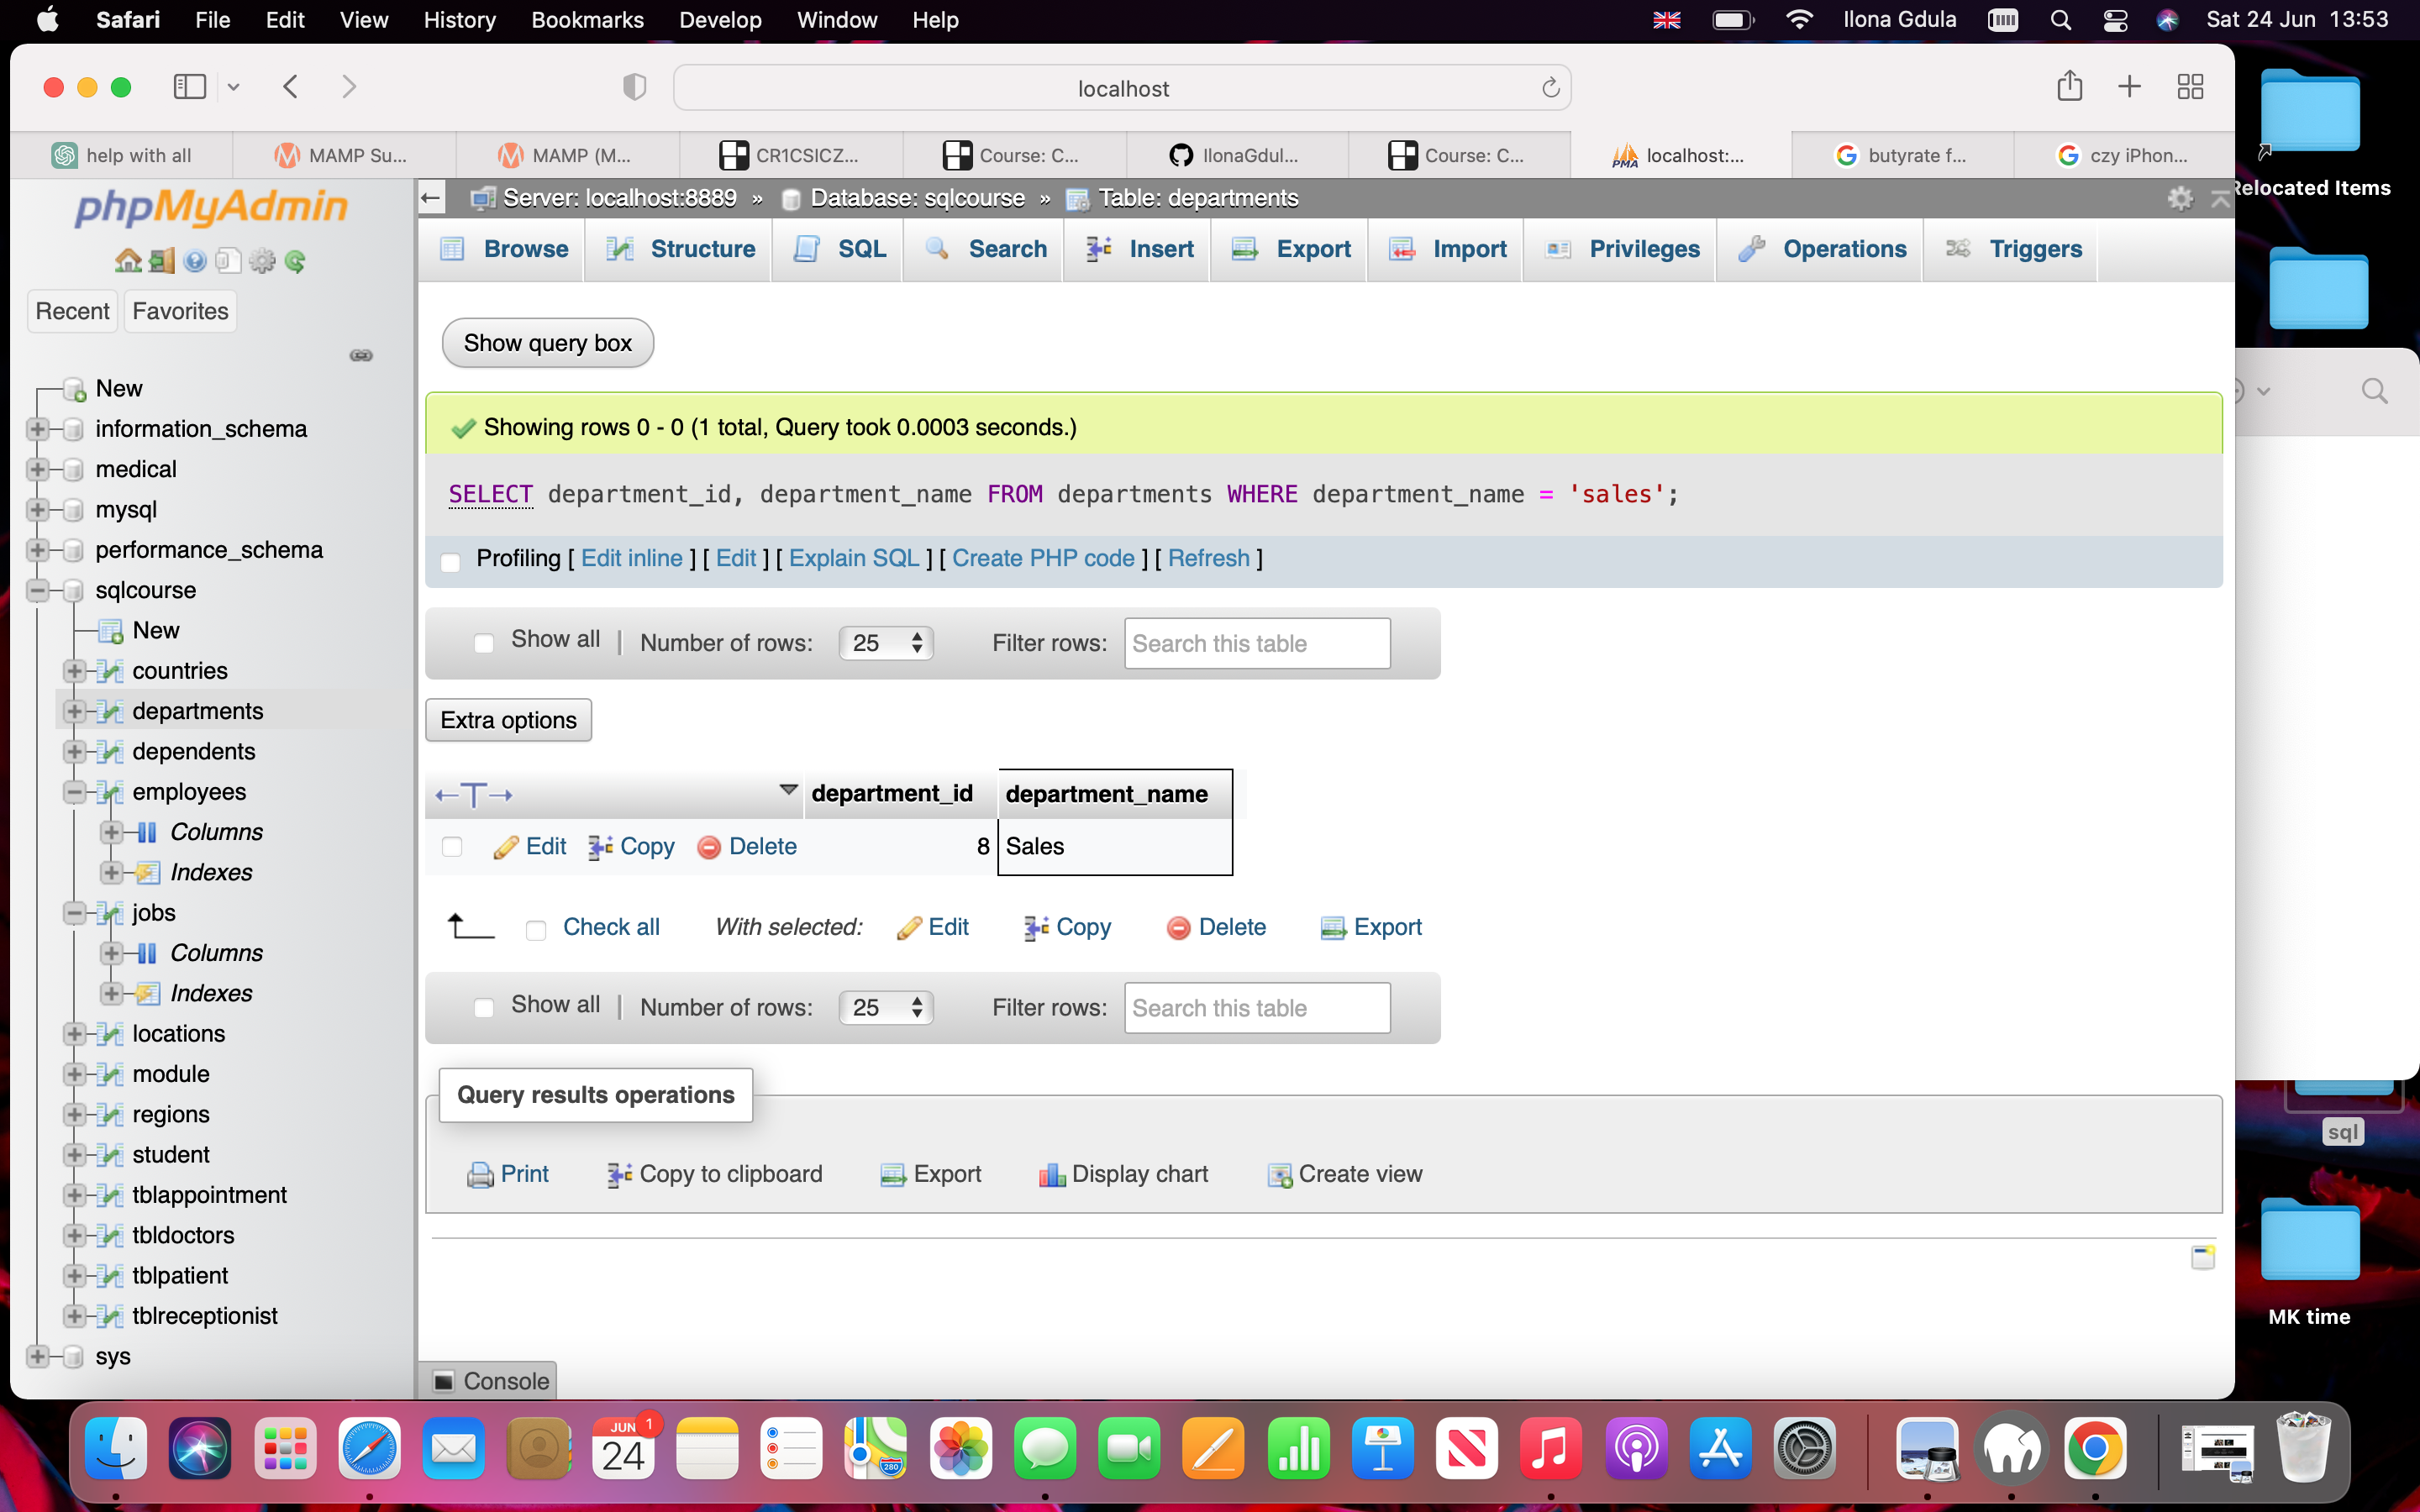 Safari File Edit View History Bookmarks Develop Window Help Ilona Gdula Sat 24 Jun 13:53
localhost
help with all MAMP Su... MAMP (M... CR1CSICZ... Course: C... IlonaGdul... Course: C... PMA localhost:... butyrate f... czy iPhon...
phpMyAdmin
Server: localhost:8889 » Database: sqlcourse » Table: departments
Browse Structure SQL Search Insert Export Import Privileges Operations Triggers
Recent Favorites
New
information_schema
medical
mysql
performance_schema
sqlcourse
New
countries
departments
dependents
employees
Columns
Indexes
jobs
Columns
Indexes
locations
module
regions
student
tblappointment
tbldoctors
tblpatient
tblreceptionist
sys
Show query box
Showing rows 0 - 0 (1 total, Query took 0.0003 seconds.)
SELECT department_id, department_name FROM departments WHERE department_name = 'sales';
Profiling [ Edit inline ] [ Edit ] [ Explain SQL ] [ Create PHP code ] [ Refresh ]
Show all | Number of rows: 25 Filter rows: Search this table
Extra options
←T→ department_id department_name
Edit Copy Delete 8 Sales
Check all With selected: Edit Copy Delete Export
Show all | Number of rows: 25 Filter rows: Search this table
Query results operations
Print Copy to clipboard Export Display chart Create view
Console
Relocated Items
sql
MK time
JUN 1
24
280